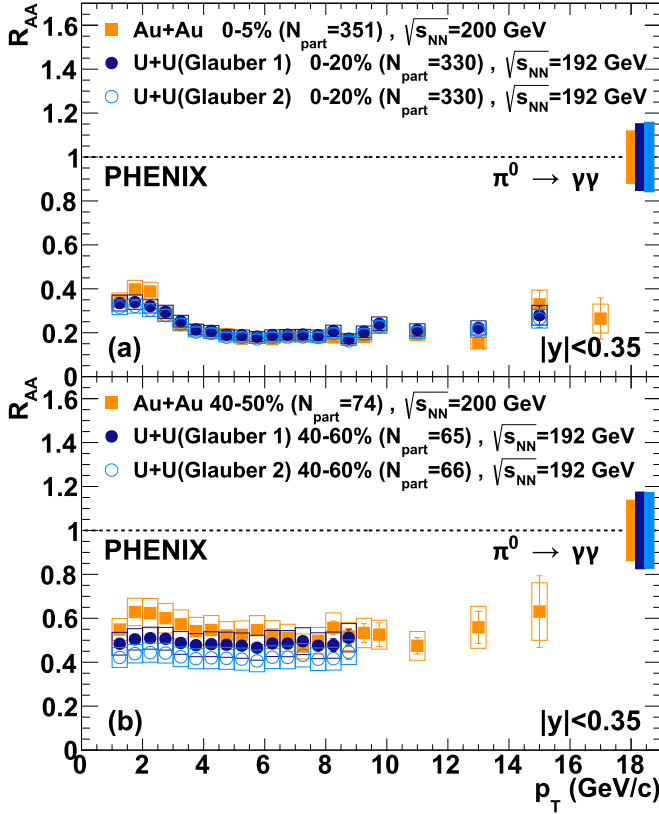 R_AA
1.6
1.4
1.2
1
0.8
0.6
0.4
0.2
0
Au+Au 0-5% (N_part=351) , √s_NN=200 GeV
U+U(Glauber 1) 0-20% (N_part=330) , √s_NN=192 GeV
U+U(Glauber 2) 0-20% (N_part=330) , √s_NN=192 GeV
PHENIX π⁰ → γγ
(a) |y|<0.35
R_AA
1.6
1.4
1.2
1
0.8
0.6
0.4
0.2
0
Au+Au 40-50% (N_part=74) , √s_NN=200 GeV
U+U(Glauber 1) 40-60% (N_part=65) , √s_NN=192 GeV
U+U(Glauber 2) 40-60% (N_part=66) , √s_NN=192 GeV
PHENIX π⁰ → γγ
(b) |y|<0.35
0 2 4 6 8 10 12 14 16 18
p_T (GeV/c)